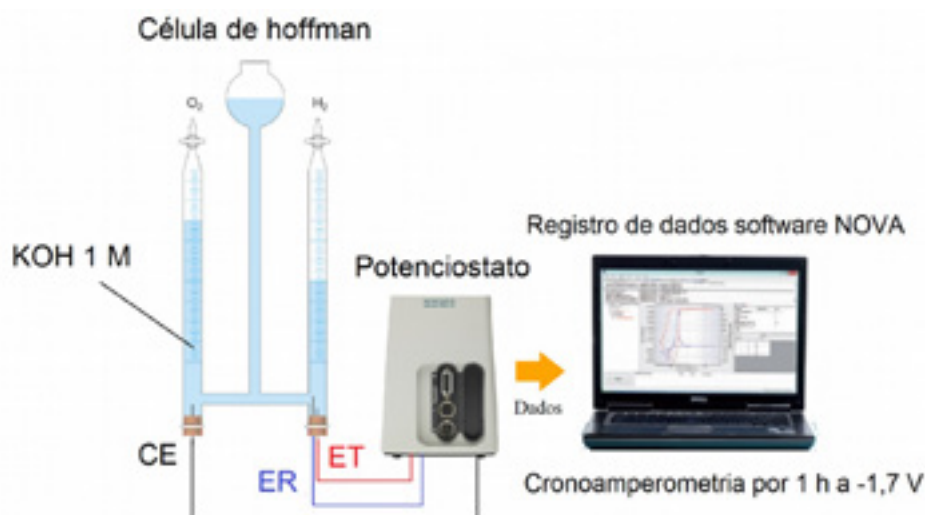 Célula de hoffman
O₂
H₂
KOH 1 M
Potenciostato
Registro de dados software NOVA
Dados
CE
ET
ER
Cronoamperometria por 1 h a -1,7 V